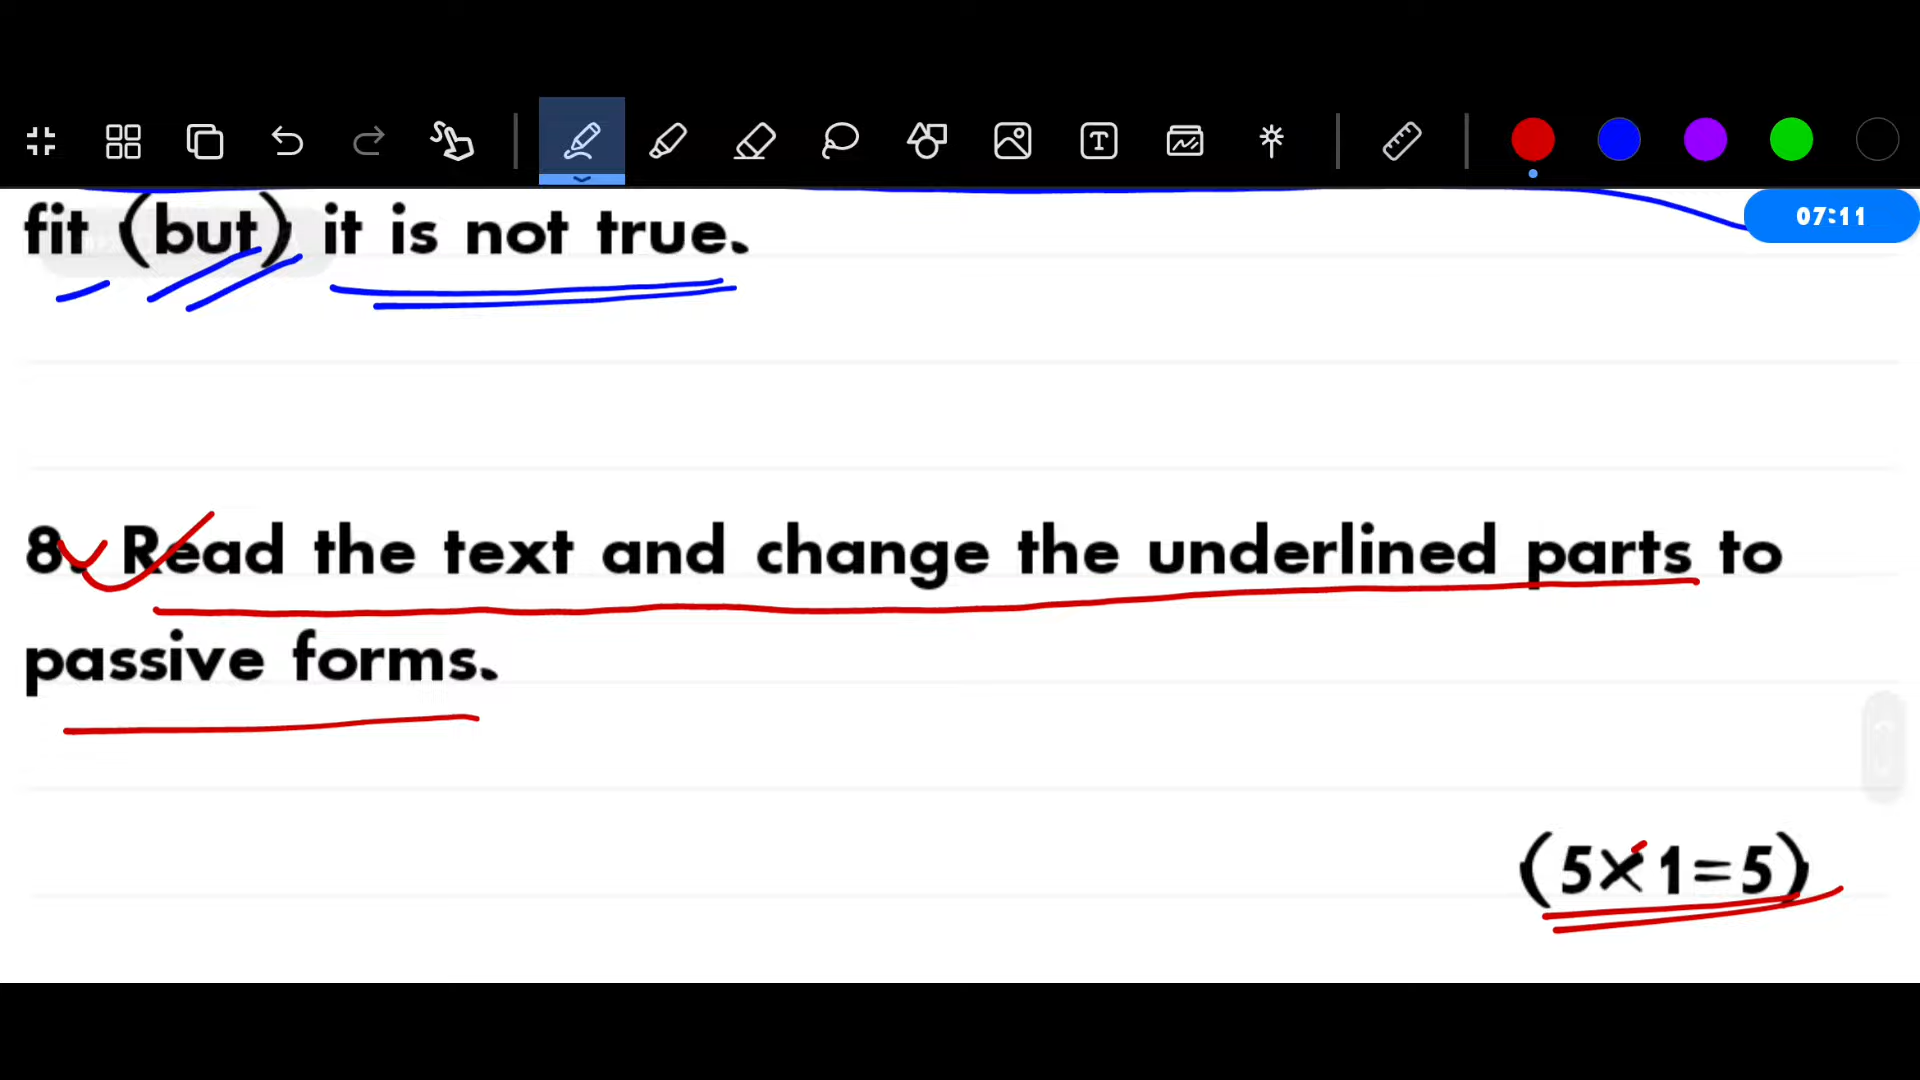 07:11
fit (but) it is not true.
8. Read the text and change the underlined parts to
passive forms.
(5×1=5)